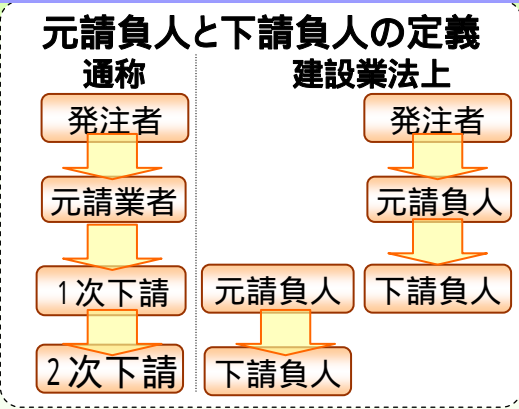 元請負人と下請負人の定義
通称 建設業法上
発注者 発注者
元請業者 元請負人
1次下請 元請負人 下請負人
2次下請 下請負人